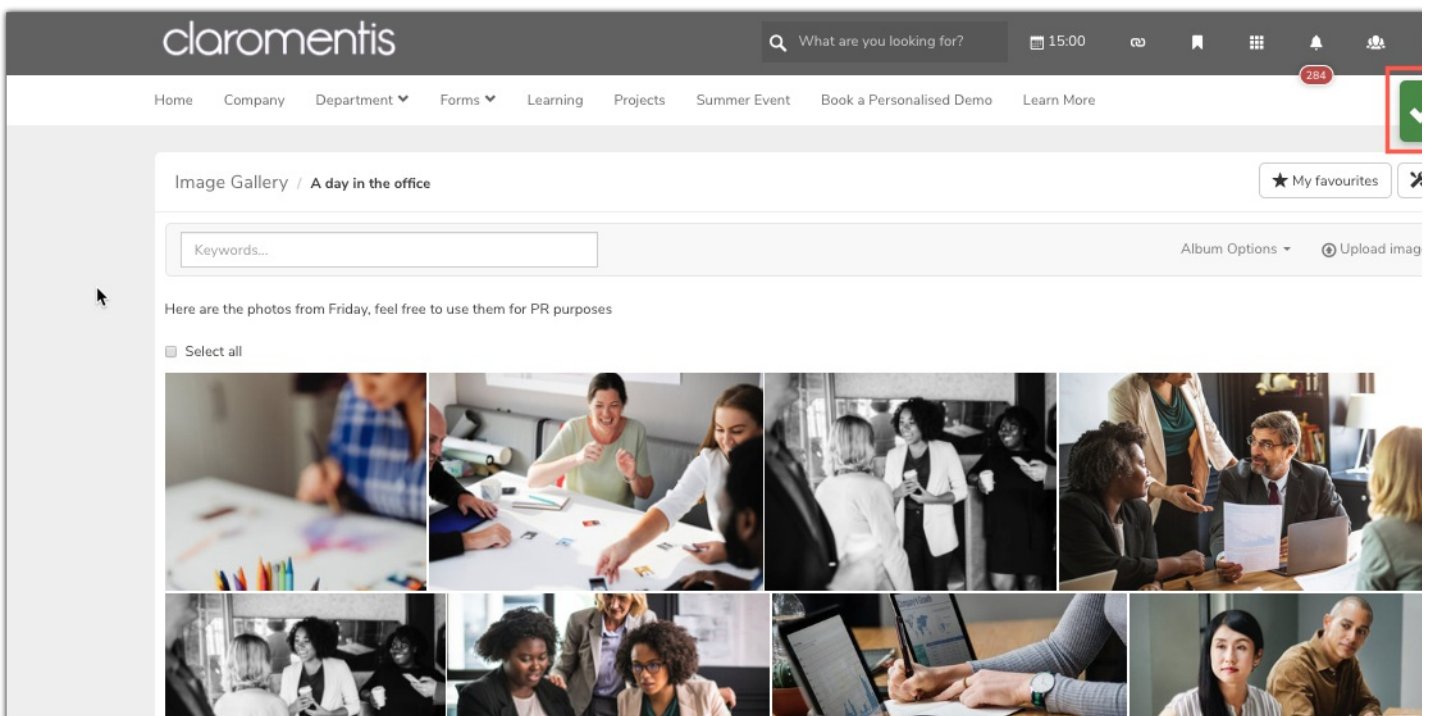 claromentis
What are you looking for?
15:00
284
Home Company Department Forms Learning Projects Summer Event Book a Personalised Demo Learn More
Image Gallery / A day in the office
My favourites
Keywords...
Album Options
Upload imag
Here are the photos from Friday, feel free to use them for PR purposes
Select all